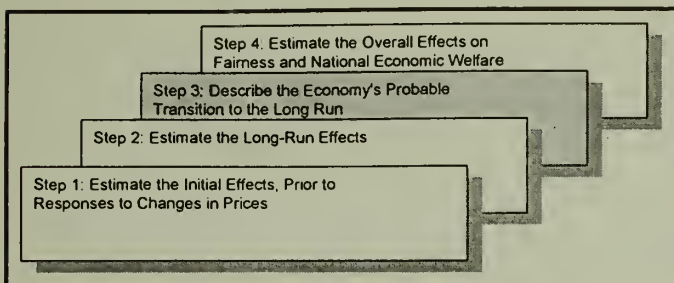 Step 4: Estimate the Overall Effects on
Fairness and National Economic Welfare
Step 3: Describe the Economy's Probable
Transition to the Long Run
Step 2: Estimate the Long-Run Effects
Step 1: Estimate the Initial Effects, Prior to
Responses to Changes in Prices